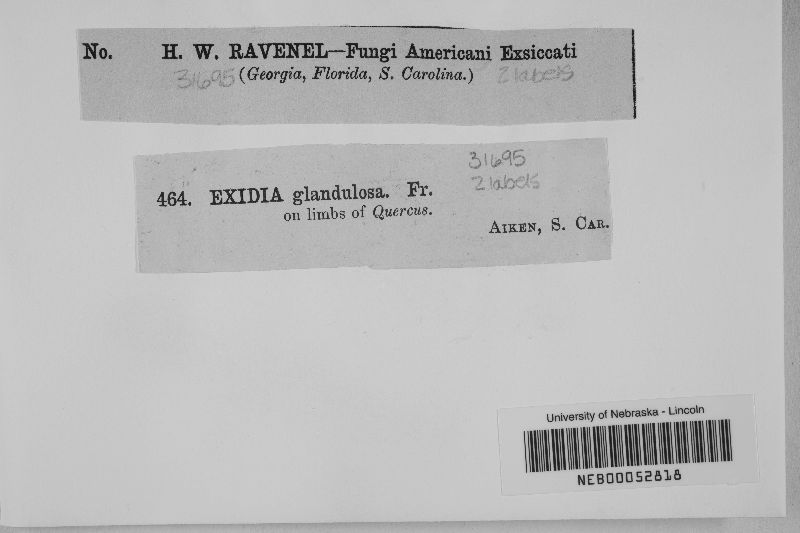 No. H. W. RAVENEL—Fungi Americani Exsiccati
31695 (Georgia, Florida, S. Carolina.) 2 labels
31695
2 labels
464. EXIDIA glandulosa. Fr.
on limbs of Quercus.
AIKEN, S. CAR.
University of Nebraska - Lincoln
NEB00052818